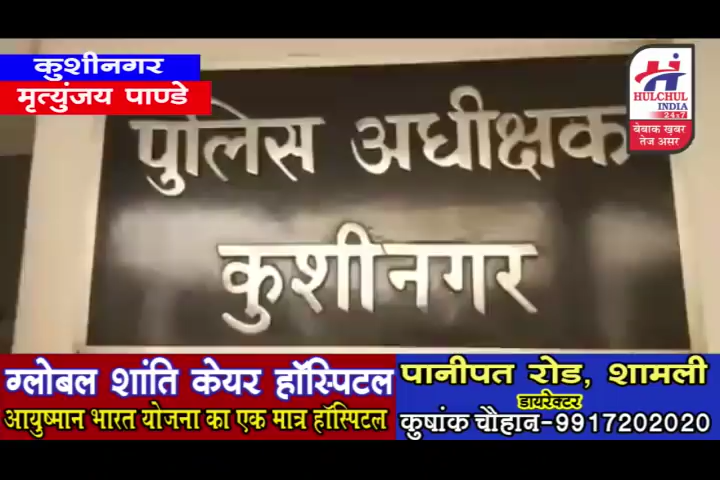 कुशीनगर
मृत्युंजय पाण्डे
HULCHUL
INDIA
24x7
बेबाक ख़बर
तेज असर
पुलिस अधीक्षक
कुशीनगर
ग्लोबल शांति केयर हॉस्पिटल
आयुष्मान भारत योजना का एक मात्र हॉस्पिटल
पानीपत रोड, शामली
डायरेक्टर
कुषांक चौहान-9917202020